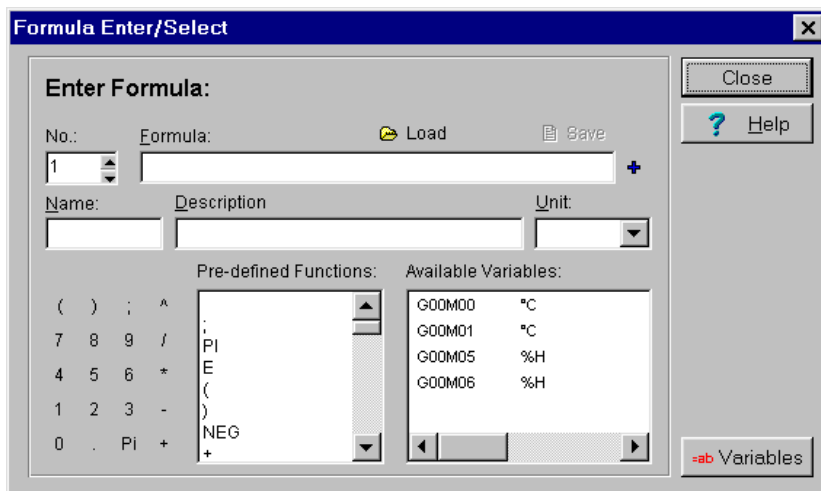 Formula Enter/Select
Enter Formula:
Close
Help
No.: Formula: Load Save
1
Name: Description Unit:
Pre-defined Functions: Available Variables:
( ) ; ^
7 8 9 /
4 5 6 *
1 2 3 -
0 . Pi +
;
PI
E
(
)
NEG
+
G00M00 °C
G00M01 °C
G00M05 %H
G00M06 %H
=ab Variables